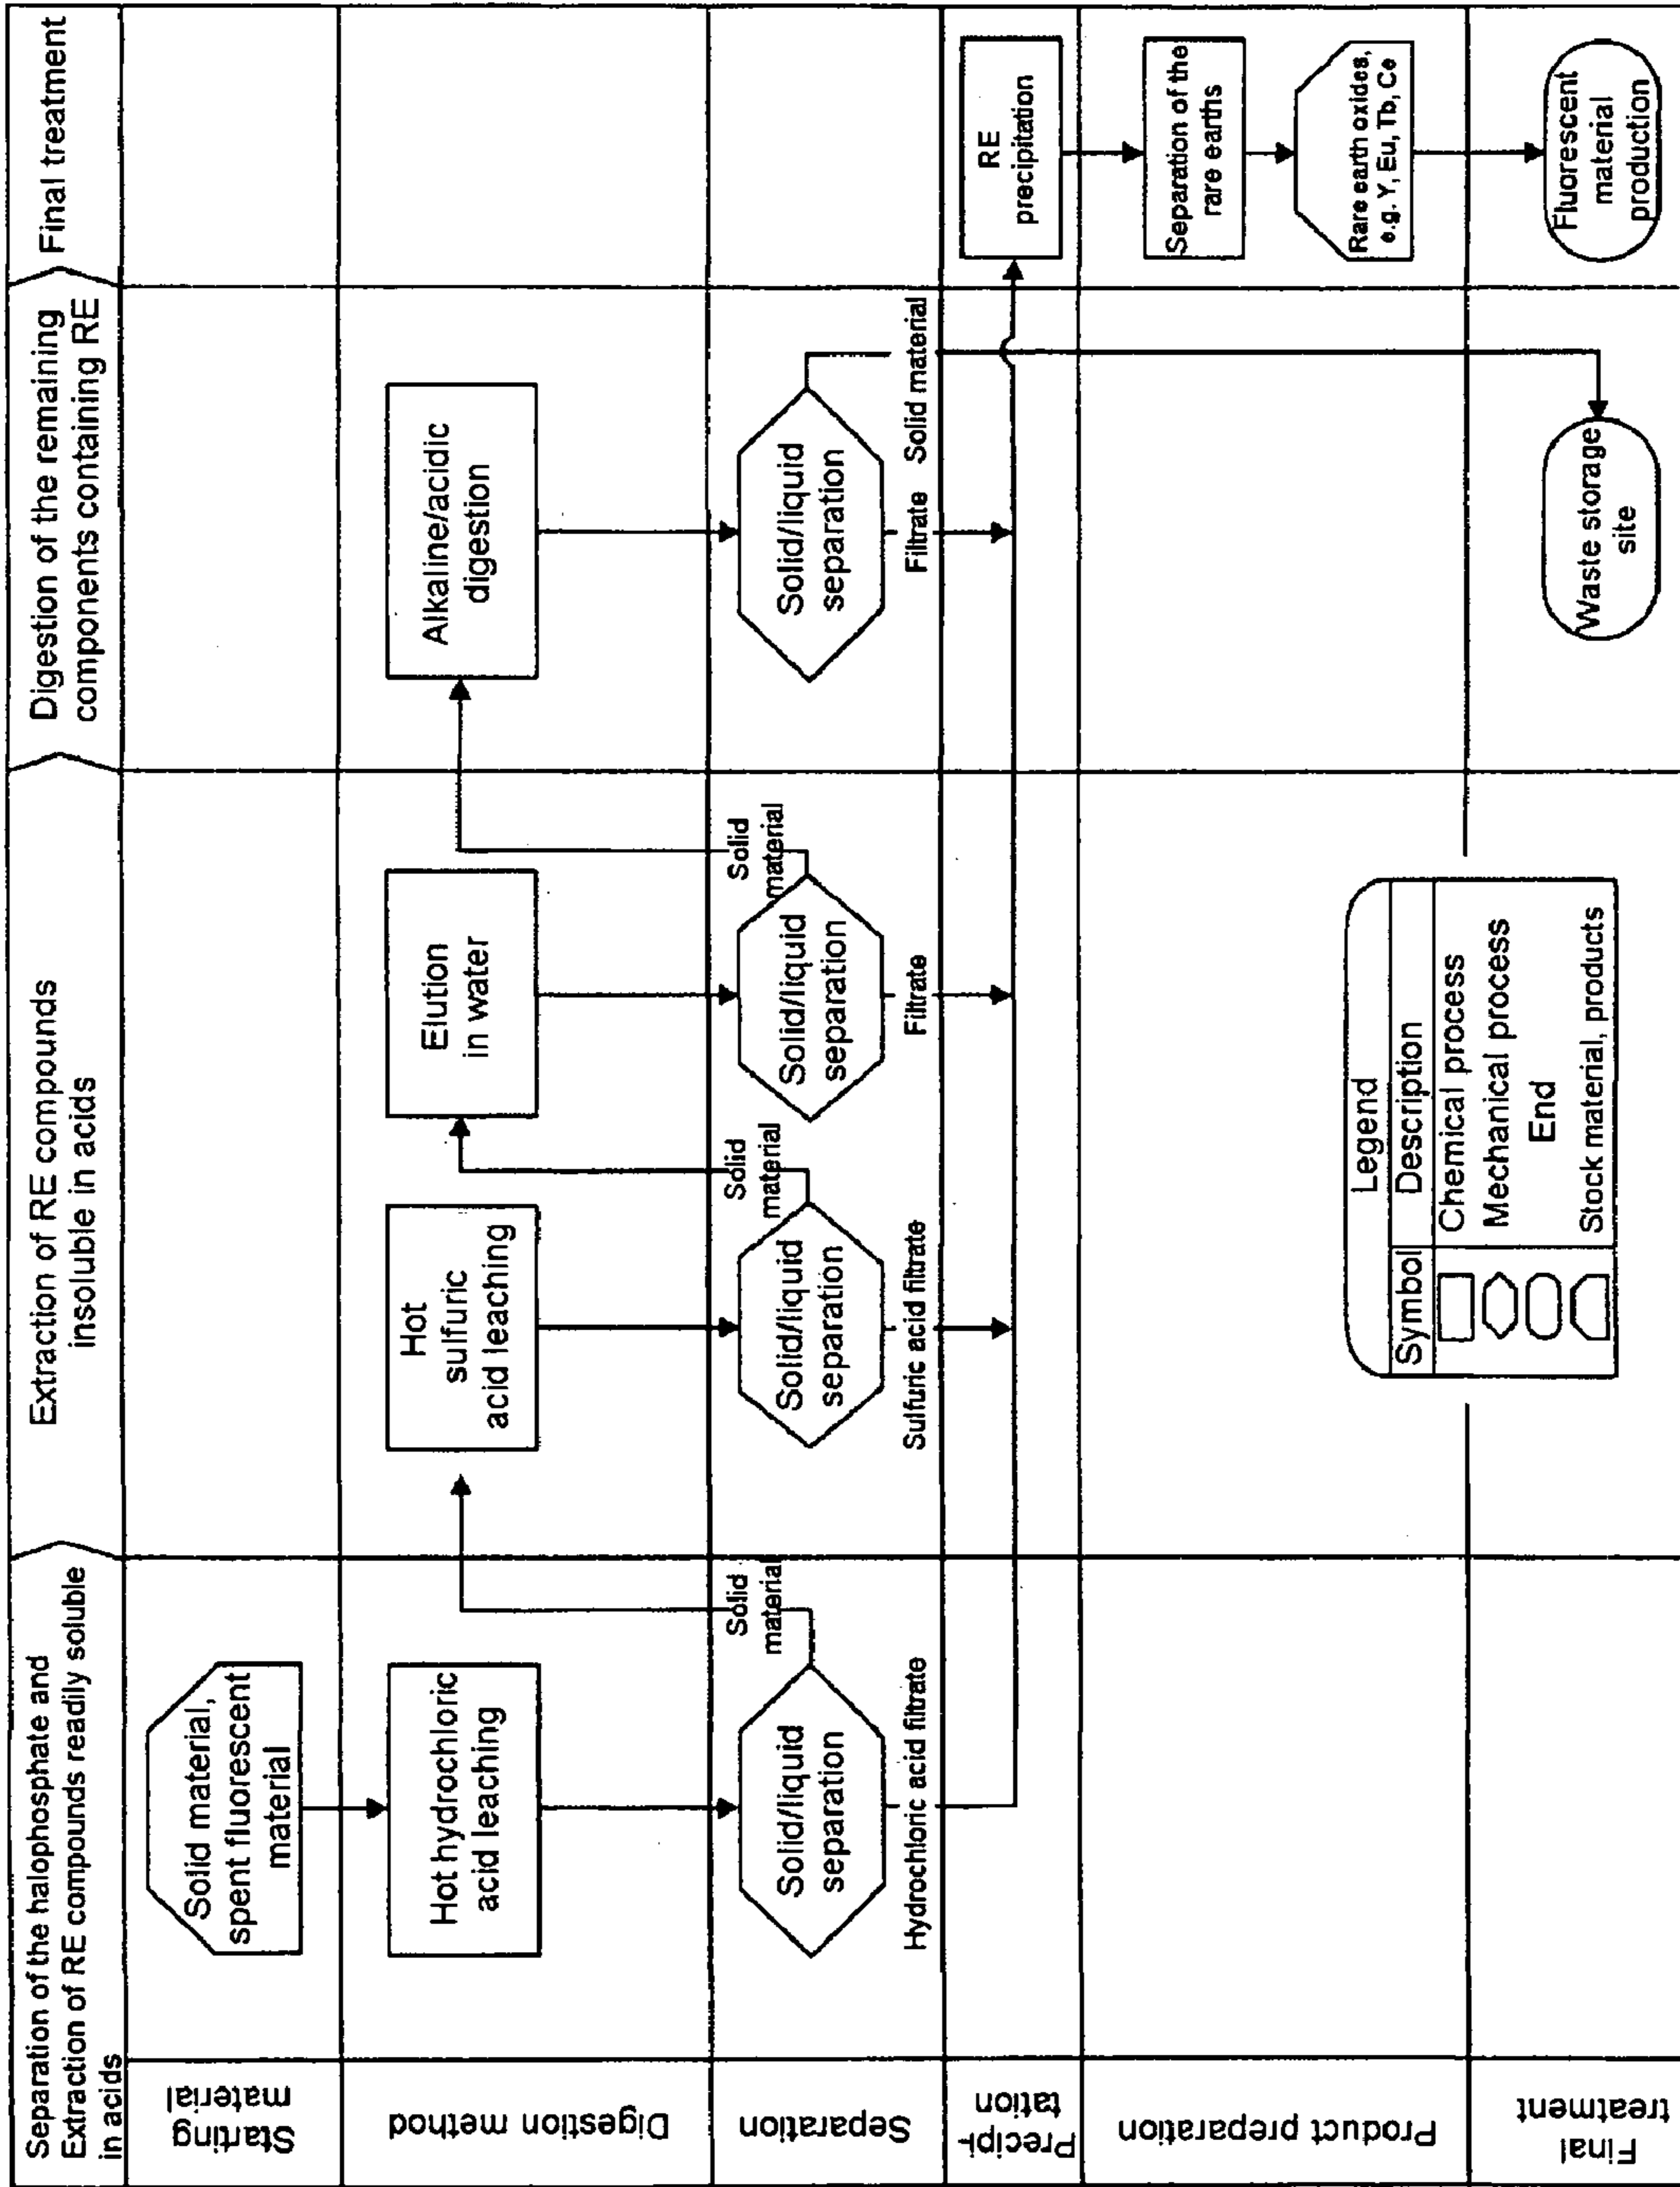 Separation of the halophosphate and
Extraction of RE compounds readily soluble
in acids
Extraction of RE compounds
insoluble in acids
Digestion of the remaining
components containing RE
Final treatment
Starting
material
Solid material,
spent fluorescent
material
Digestion method
Hot hydrochloric
acid leaching
Hot
sulfuric
acid leaching
Elution
in water
Alkaline/acidic
digestion
Separation
Solid/liquid
separation
Solid
material
Solid/liquid
separation
Solid
material
Solid/liquid
separation
Solid
material
Solid/liquid
separation
Hydrochloric acid filtrate
Sulfuric acid filtrate
Filtrate
Filtrate
Solid material
Precipi-
tation
RE
precipitation
Product preparation
Separation of the
rare earths
Rare earth oxides,
e.g. Y, Eu, Tb, Ce
Legend
Symbol
Description
Chemical process
Mechanical process
End
Stock material, products
Final
treatment
Waste storage
site
Fluorescent
material
production